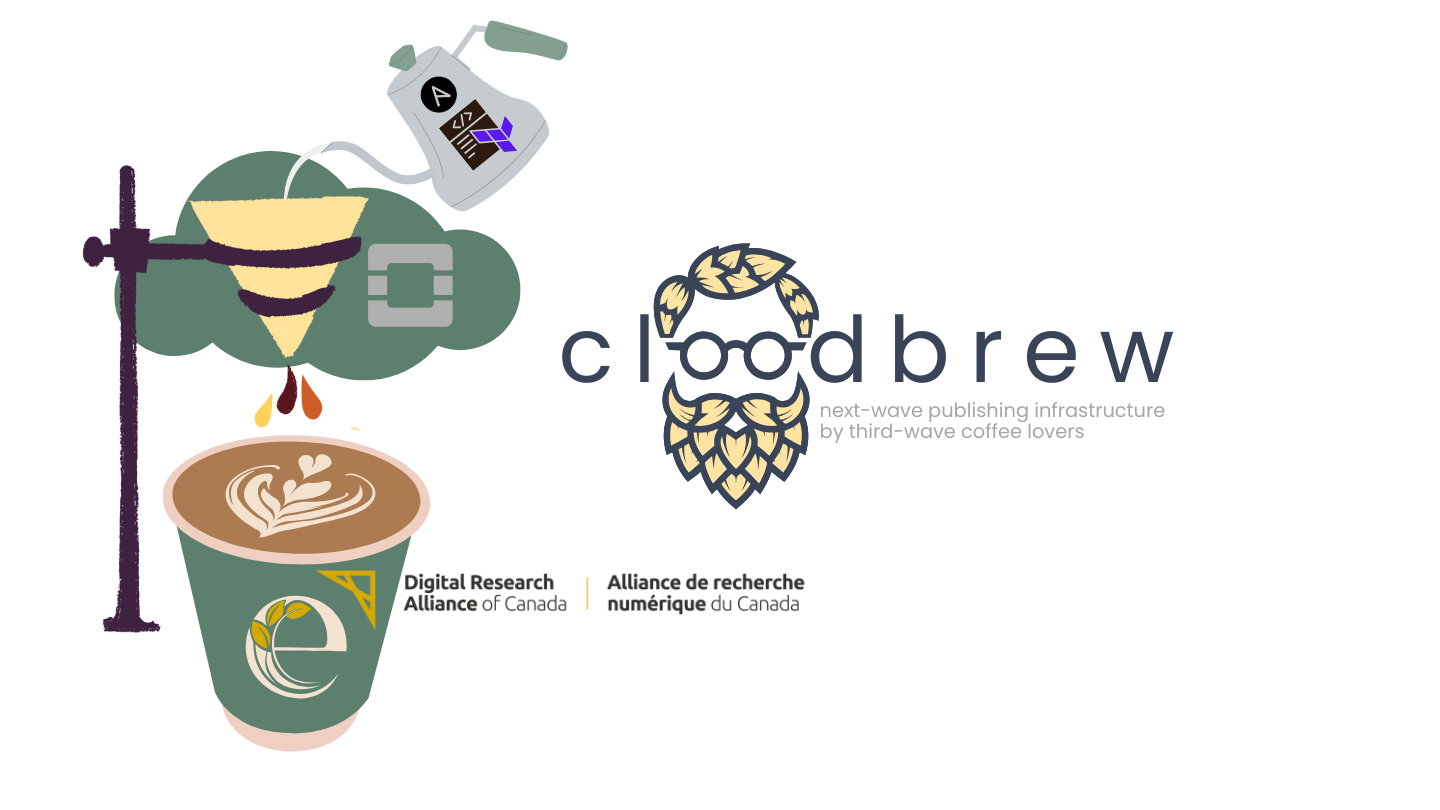 cloodbrew
next-wave publishing infrastructure
by third-wave coffee lovers
</>
e
Digital Research
Alliance of Canada
Alliance de recherche
numérique du Canada